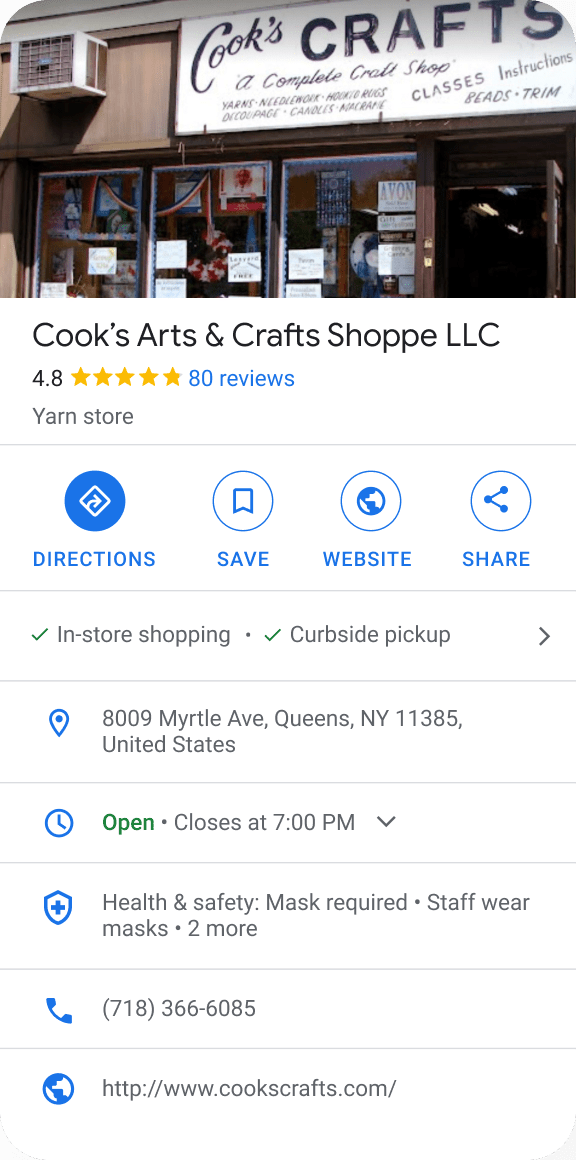 Cook's CRAFTS
"A Complete Craft Shop"
CLASSES Instructions
YARNS · NEEDLEWORK · HOOKED RUGS
DECOUPAGE · CANDLES · MACRAME
BEADS · TRIM
AVON
Cook’s Arts & Crafts Shoppe LLC
4.8 80 reviews
Yarn store
DIRECTIONS SAVE WEBSITE SHARE
In-store shopping · Curbside pickup
8009 Myrtle Ave, Queens, NY 11385,
United States
Open · Closes at 7:00 PM
Health & safety: Mask required • Staff wear
masks • 2 more
(718) 366-6085
http://www.cookscrafts.com/